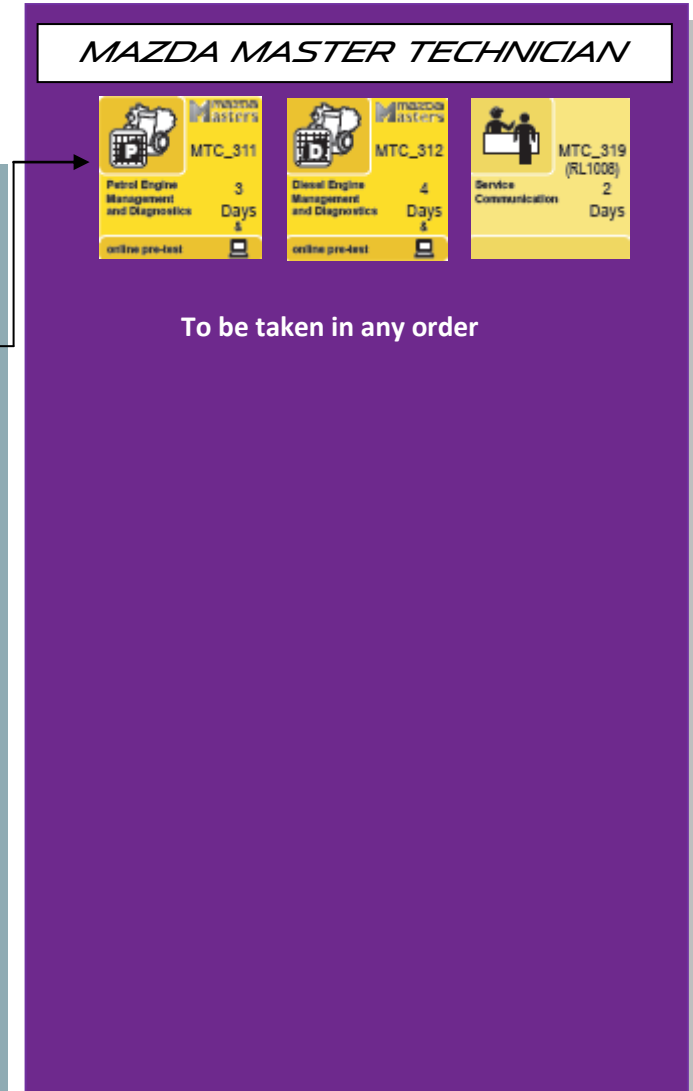 MAZDA MASTER TECHNICIAN
P
mazda
Masters
MTC_311
Petrol Engine
Management
and Diagnostics
3
Days
&
online pre-test
D
mazda
Masters
MTC_312
Diesel Engine
Management
and Diagnostics
4
Days
&
online pre-test
MTC_319
(RL1008)
Service
Communication
2
Days
To be taken in any order